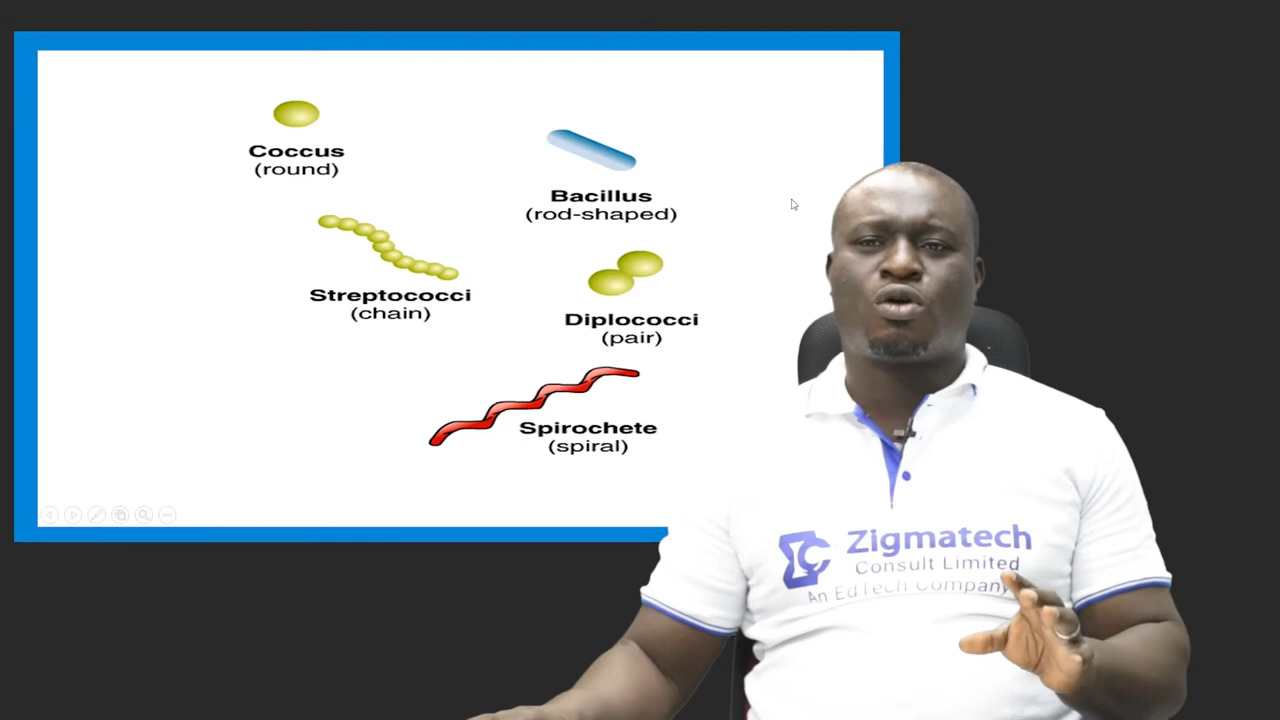 Coccus
(round)
Bacillus
(rod-shaped)
Streptococci
(chain)
Diplococci
(pair)
Spirochete
(spiral)
Zigmatech
Consult Limited
An EdTech Company